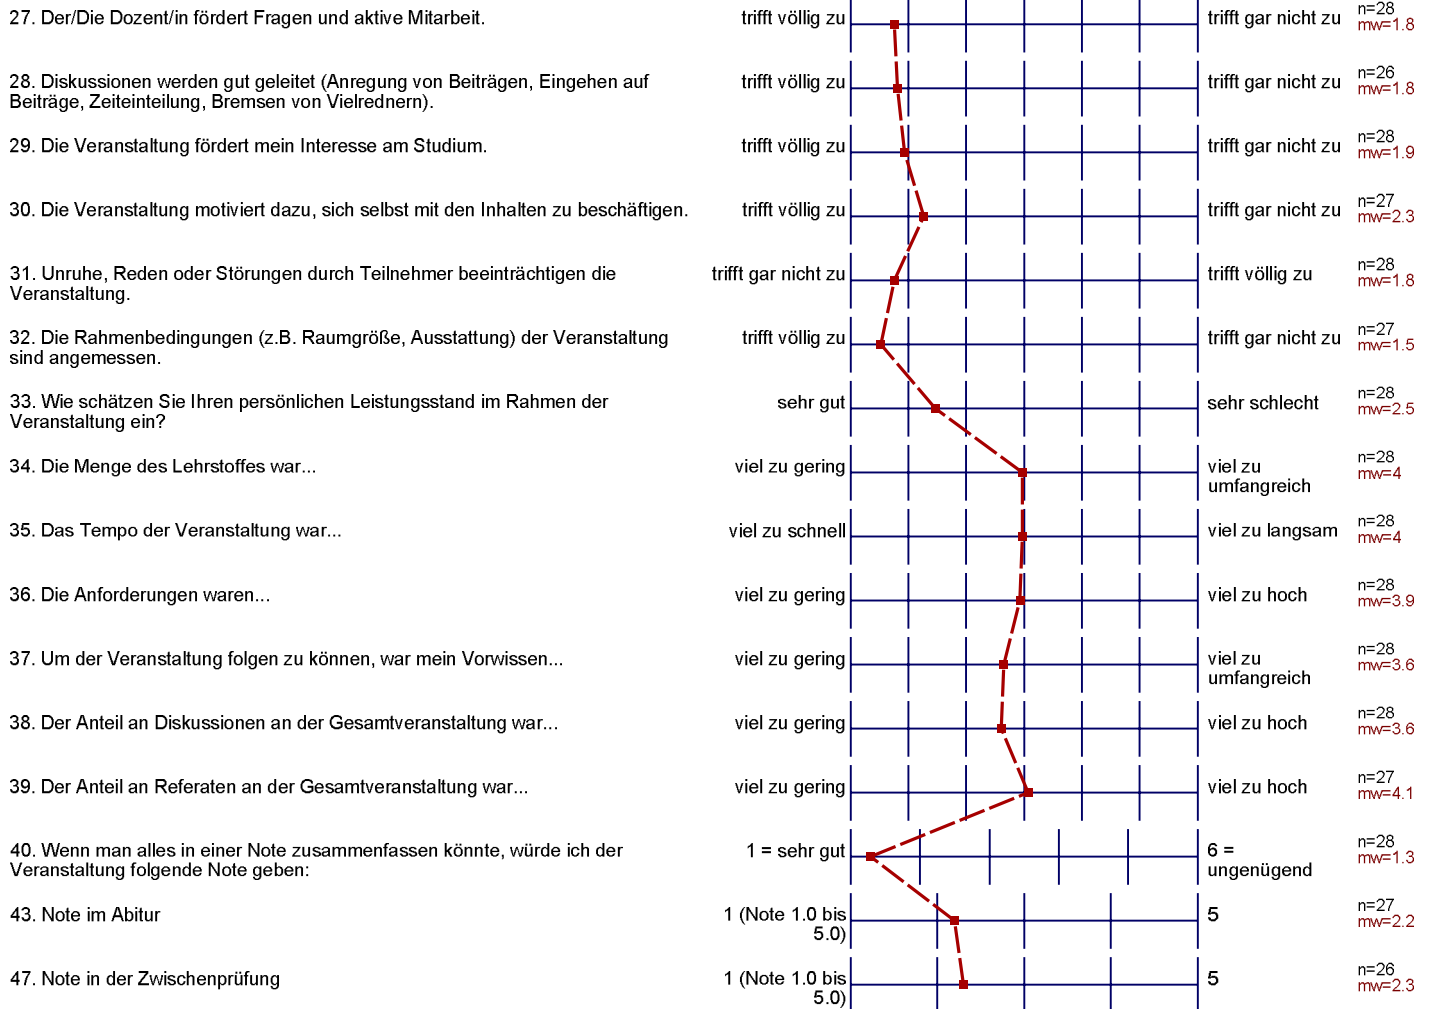 27. Der/Die Dozent/in fördert Fragen und aktive Mitarbeit. trifft völlig zu trifft gar nicht zu n=28
mw=1.8
28. Diskussionen werden gut geleitet (Anregung von Beiträgen, Eingehen auf trifft völlig zu trifft gar nicht zu n=26
Beiträge, Zeiteinteilung, Bremsen von Vielrednern). mw=1.8
29. Die Veranstaltung fördert mein Interesse am Studium. trifft völlig zu trifft gar nicht zu n=28
mw=1.9
30. Die Veranstaltung motiviert dazu, sich selbst mit den Inhalten zu beschäftigen. trifft völlig zu trifft gar nicht zu n=27
mw=2.3
31. Unruhe, Reden oder Störungen durch Teilnehmer beeinträchtigen die trifft gar nicht zu trifft völlig zu n=28
Veranstaltung. mw=1.8
32. Die Rahmenbedingungen (z.B. Raumgröße, Ausstattung) der Veranstaltung trifft völlig zu trifft gar nicht zu n=27
sind angemessen. mw=1.5
33. Wie schätzen Sie Ihren persönlichen Leistungsstand im Rahmen der sehr gut sehr schlecht n=28
Veranstaltung ein? mw=2.5
34. Die Menge des Lehrstoffes war... viel zu gering viel zu n=28
umfangreich mw=4
35. Das Tempo der Veranstaltung war... viel zu schnell viel zu langsam n=28
mw=4
36. Die Anforderungen waren... viel zu gering viel zu hoch n=28
mw=3.9
37. Um der Veranstaltung folgen zu können, war mein Vorwissen... viel zu gering viel zu n=28
umfangreich mw=3.6
38. Der Anteil an Diskussionen an der Gesamtveranstaltung war... viel zu gering viel zu hoch n=28
mw=3.6
39. Der Anteil an Referaten an der Gesamtveranstaltung war... viel zu gering viel zu hoch n=27
mw=4.1
40. Wenn man alles in einer Note zusammenfassen könnte, würde ich der 1 = sehr gut 6 = n=28
Veranstaltung folgende Note geben: ungenügend mw=1.3
43. Note im Abitur 1 (Note 1.0 bis 5 n=27
5.0) mw=2.2
47. Note in der Zwischenprüfung 1 (Note 1.0 bis 5 n=26
5.0) mw=2.3